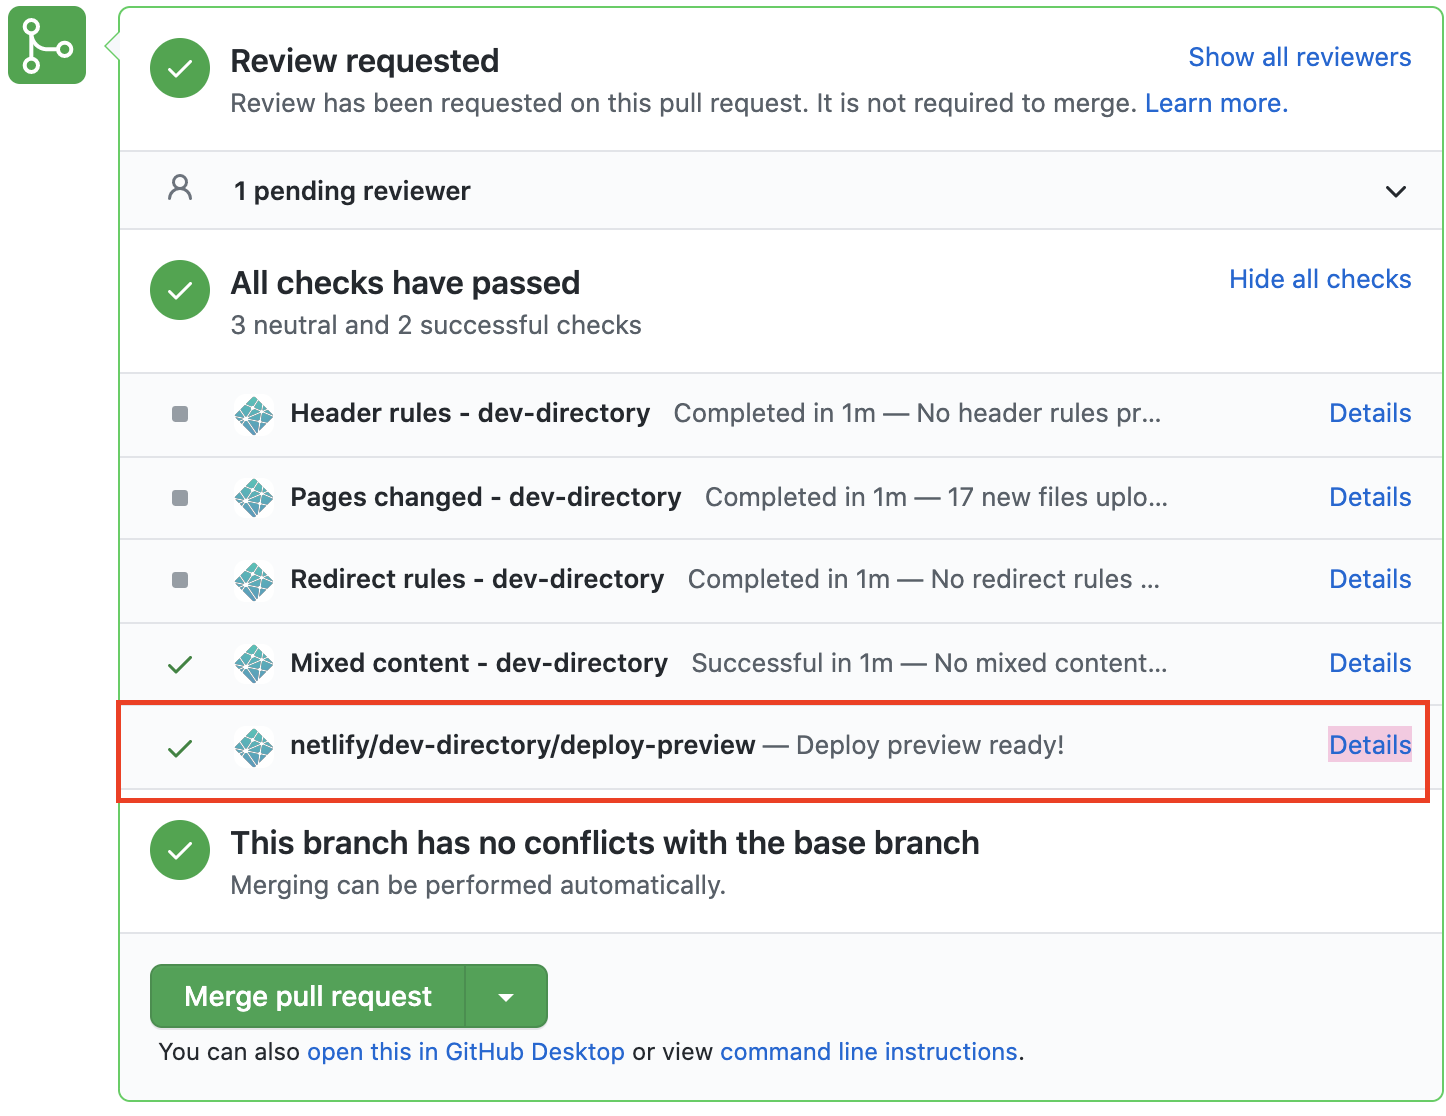 Review requested
Show all reviewers
Review has been requested on this pull request. It is not required to merge. Learn more.
1 pending reviewer
All checks have passed
Hide all checks
3 neutral and 2 successful checks
Header rules - dev-directory Completed in 1m — No header rules pr... Details
Pages changed - dev-directory Completed in 1m — 17 new files uplo... Details
Redirect rules - dev-directory Completed in 1m — No redirect rules ... Details
Mixed content - dev-directory Successful in 1m — No mixed content... Details
netlify/dev-directory/deploy-preview — Deploy preview ready! Details
This branch has no conflicts with the base branch
Merging can be performed automatically.
Merge pull request
You can also open this in GitHub Desktop or view command line instructions.